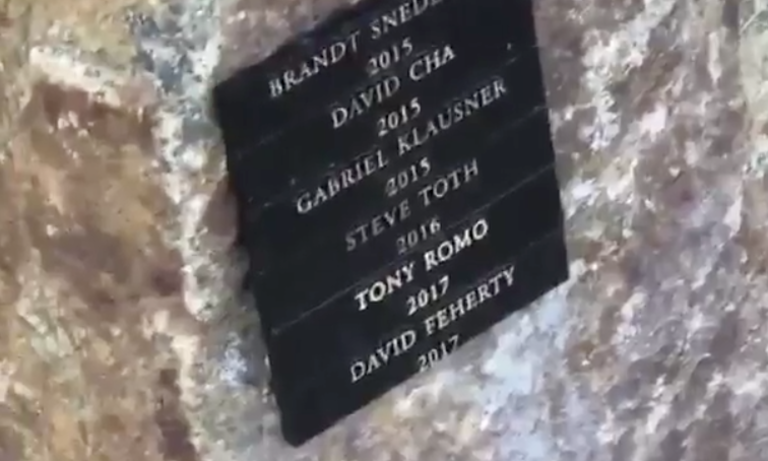 BRANDT SNEDE
2015
DAVID CHA
2015
GABRIEL KLAUSNER
2015
STEVE TOTH
2016
TONY ROMO
2017
DAVID FEHERTY
2017